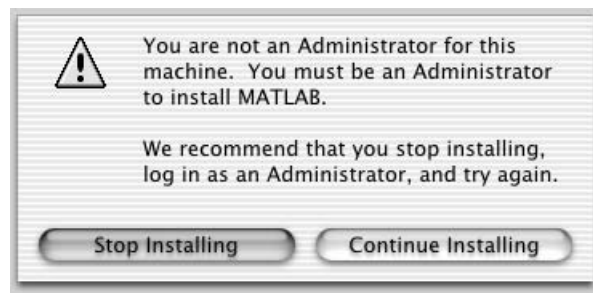 You are not an Administrator for this
machine. You must be an Administrator
to install MATLAB.
We recommend that you stop installing,
log in as an Administrator, and try again.
Stop Installing
Continue Installing